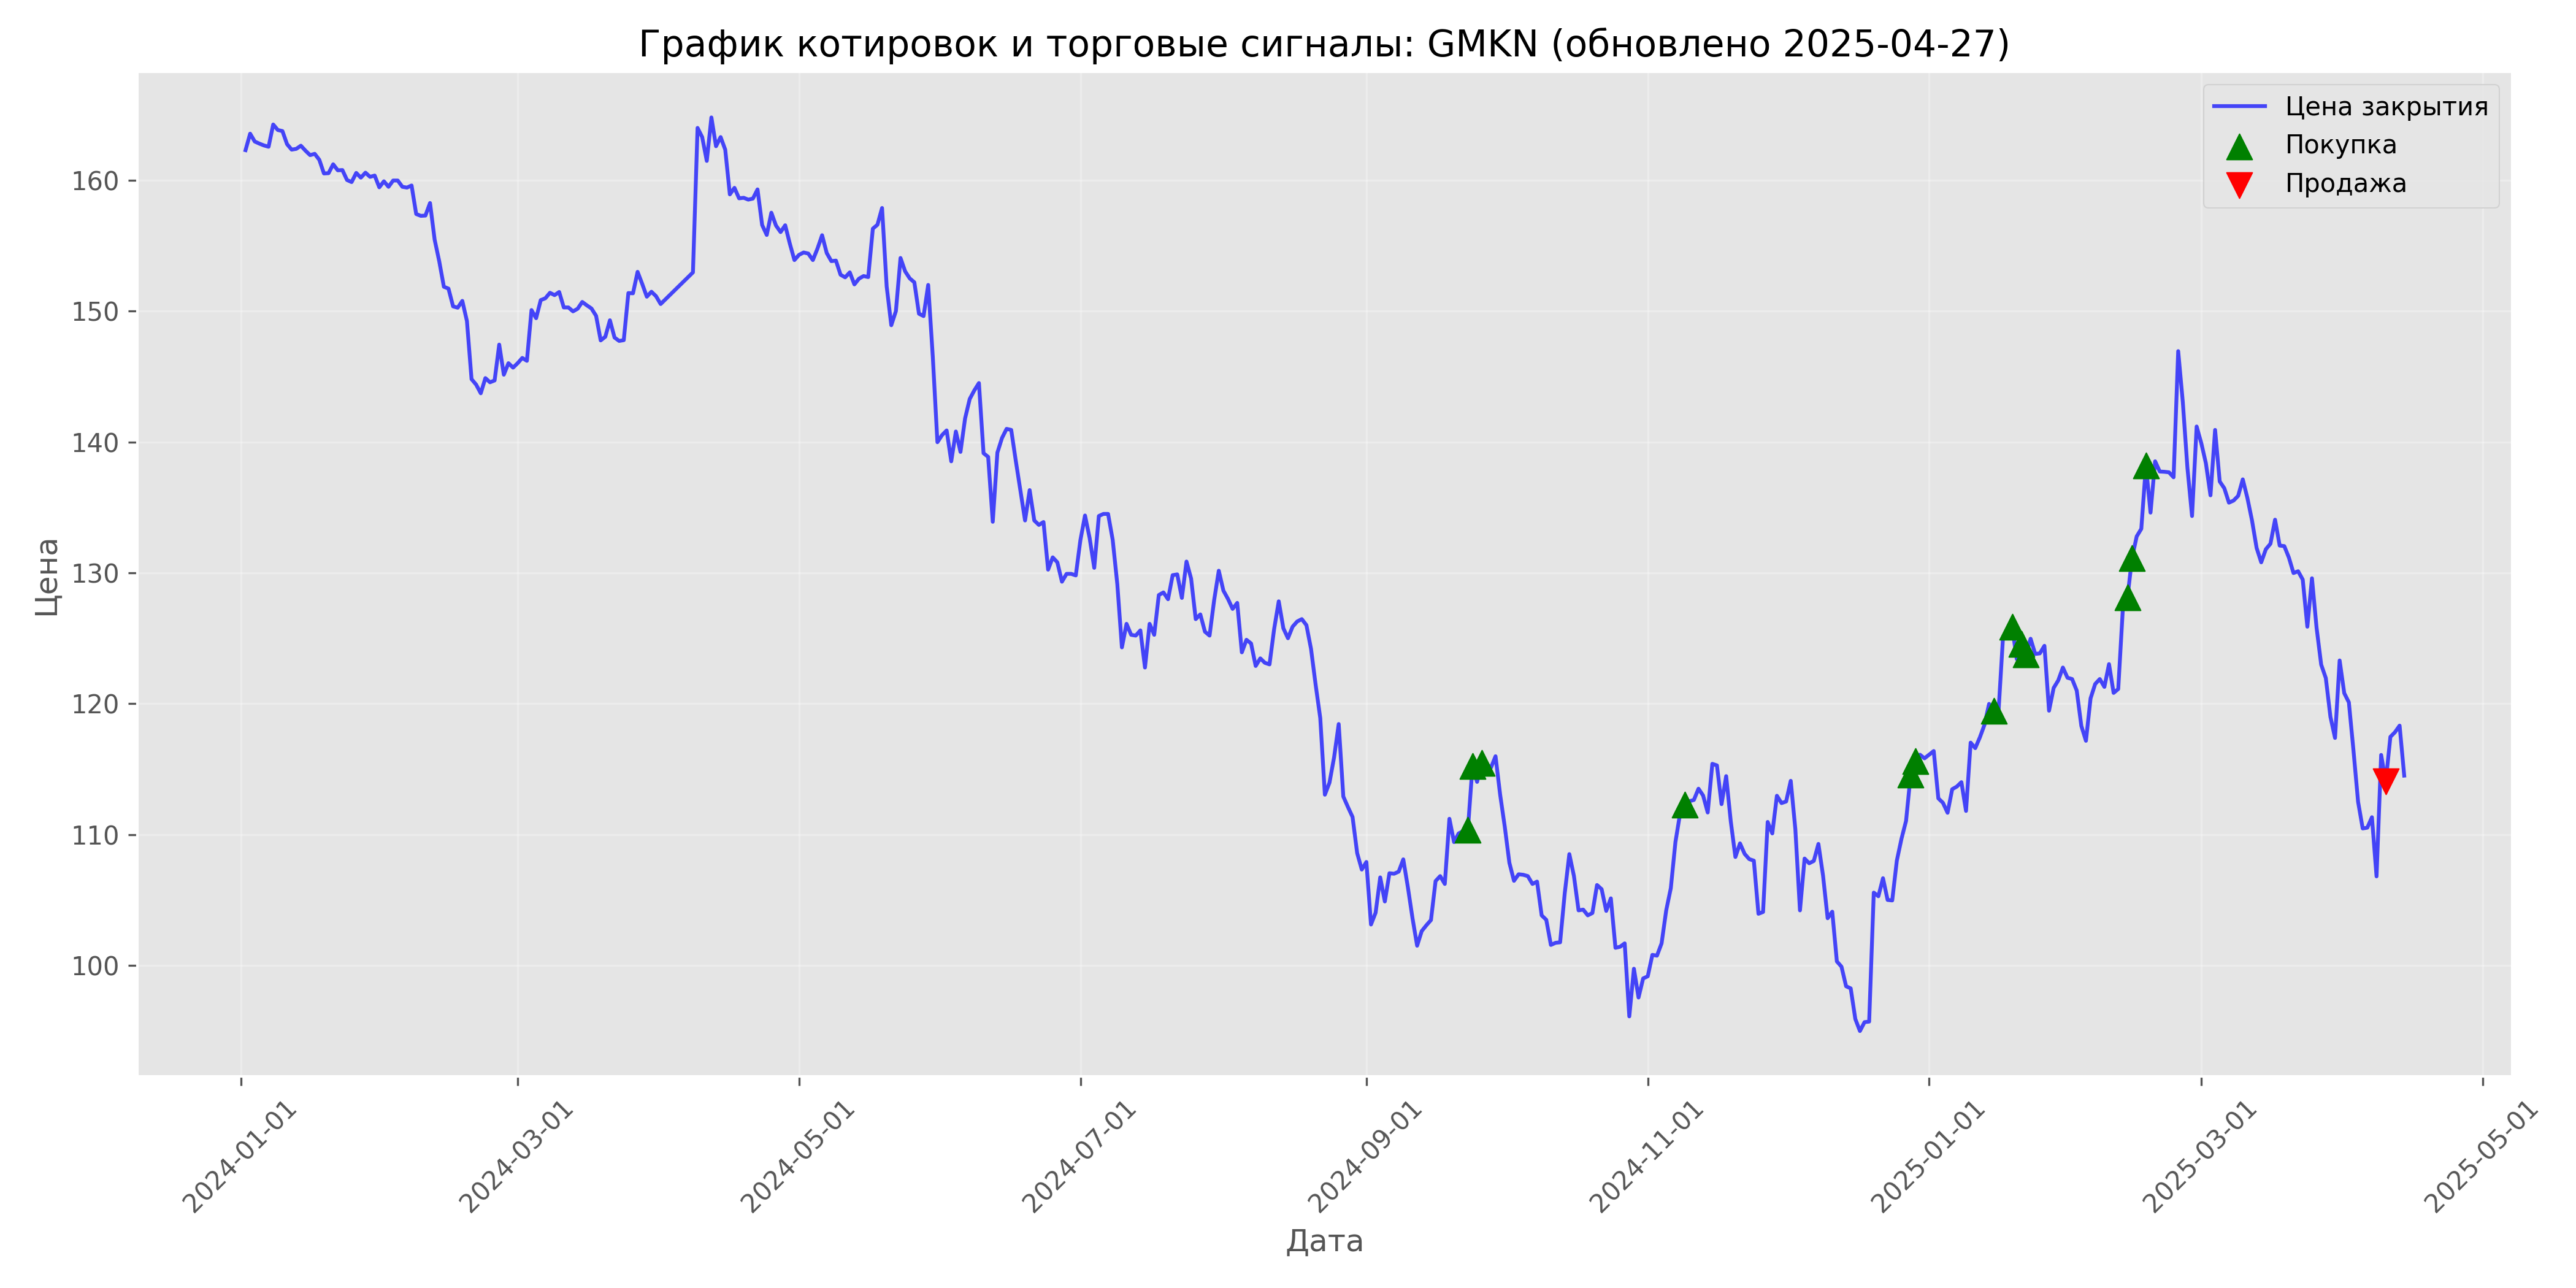 График котировок и торговые сигналы: GMKN (обновлено 2025-04-27)
Цена закрытия
Покупка
Продажа
160
150
140
130
120
110
100
Цена
2024-01-01
2024-03-01
2024-05-01
2024-07-01
2024-09-01
2024-11-01
2025-01-01
2025-03-01
2025-05-01
Дата